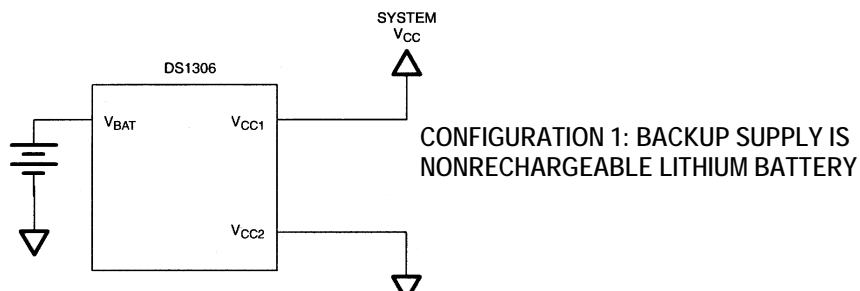 SYSTEM
VCC
DS1306
VBAT
VCC1
CONFIGURATION 1: BACKUP SUPPLY IS
NONRECHARGEABLE LITHIUM BATTERY
VCC2